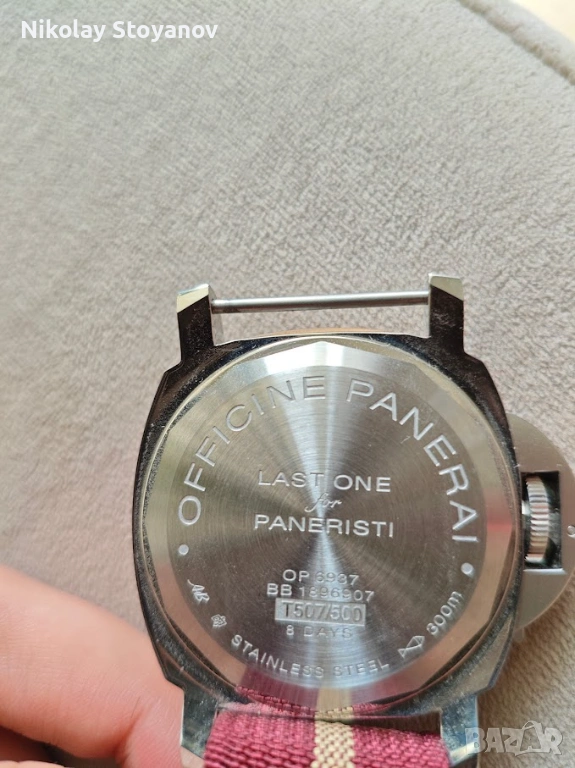 Nikolay Stoyanov
OFFICINE PANERAI
LAST ONE
for
PANERISTI
OP 6937
BB 1896907
T507/500
8 DAYS
STAINLESS STEEL
300m
BAZAR